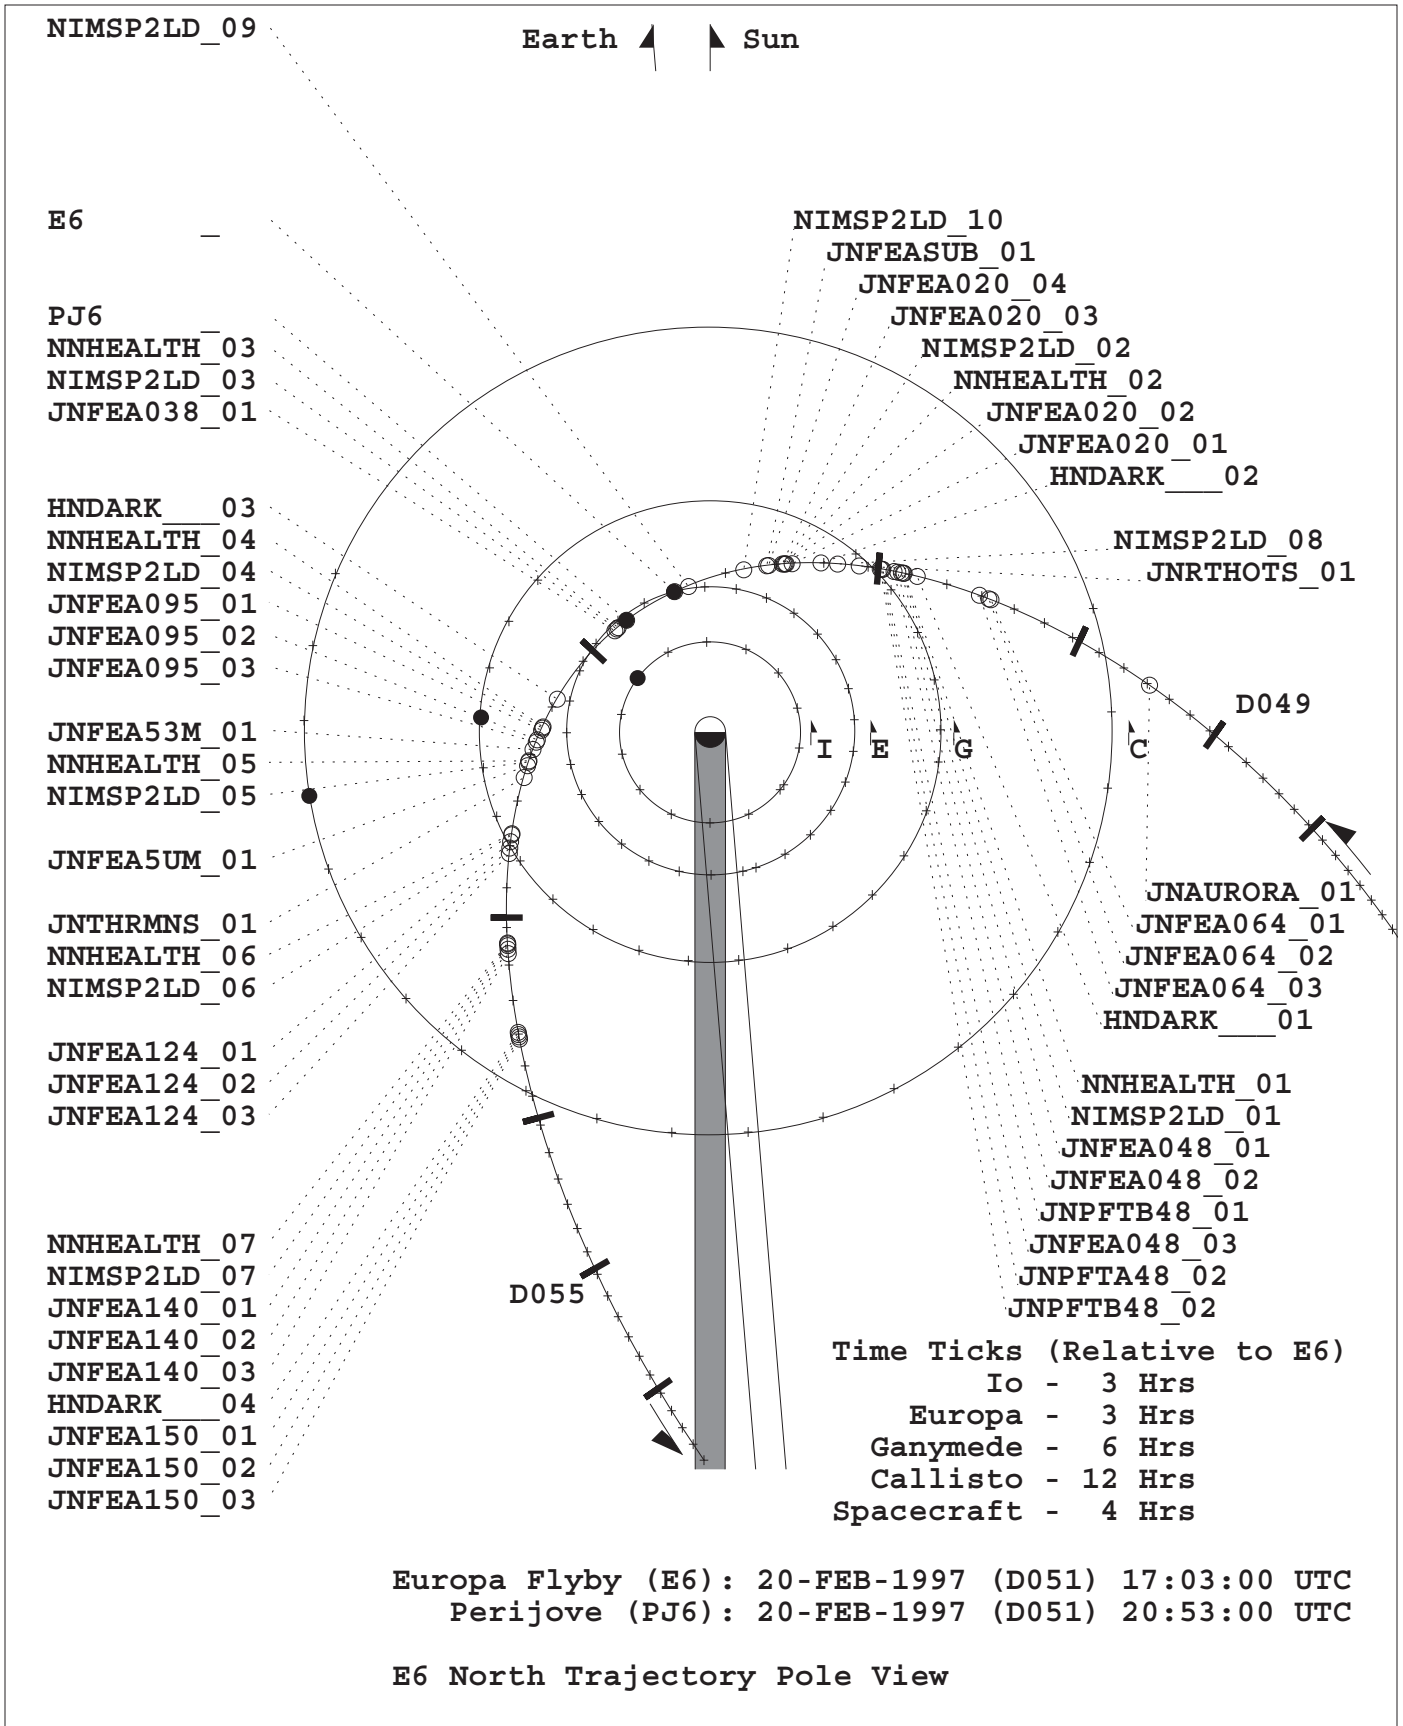 NIMSP2LD_09
Earth Sun
E6 _
PJ6 _
NNHEALTH_03
NIMSP2LD_03
JNFEA038_01
HNDARK___03
NNHEALTH_04
NIMSP2LD_04
JNFEA095_01
JNFEA095_02
JNFEA095_03
JNFEA53M_01
NNHEALTH_05
NIMSP2LD_05
JNFEA5UM_01
JNTHRMNS_01
NNHEALTH_06
NIMSP2LD_06
JNFEA124_01
JNFEA124_02
JNFEA124_03
NNHEALTH_07
NIMSP2LD_07
JNFEA140_01
JNFEA140_02
JNFEA140_03
HNDARK___04
JNFEA150_01
JNFEA150_02
JNFEA150_03
NIMSP2LD_10
JNFEASUB_01
JNFEA020_04
JNFEA020_03
NIMSP2LD_02
NNHEALTH_02
JNFEA020_02
JNFEA020_01
HNDARK___02
NIMSP2LD_08
JNRTHOTS_01
D049
I E G C
JNAURORA_01
JNFEA064_01
JNFEA064_02
JNFEA064_03
HNDARK___01
NNHEALTH_01
NIMSP2LD_01
JNFEA048_01
JNFEA048_02
JNPFTB48_01
JNFEA048_03
JNPFTA48_02
JNPFTB48_02
D055
Time Ticks (Relative to E6)
Io - 3 Hrs
Europa - 3 Hrs
Ganymede - 6 Hrs
Callisto - 12 Hrs
Spacecraft - 4 Hrs
Europa Flyby (E6): 20-FEB-1997 (D051) 17:03:00 UTC
Perijove (PJ6): 20-FEB-1997 (D051) 20:53:00 UTC
E6 North Trajectory Pole View